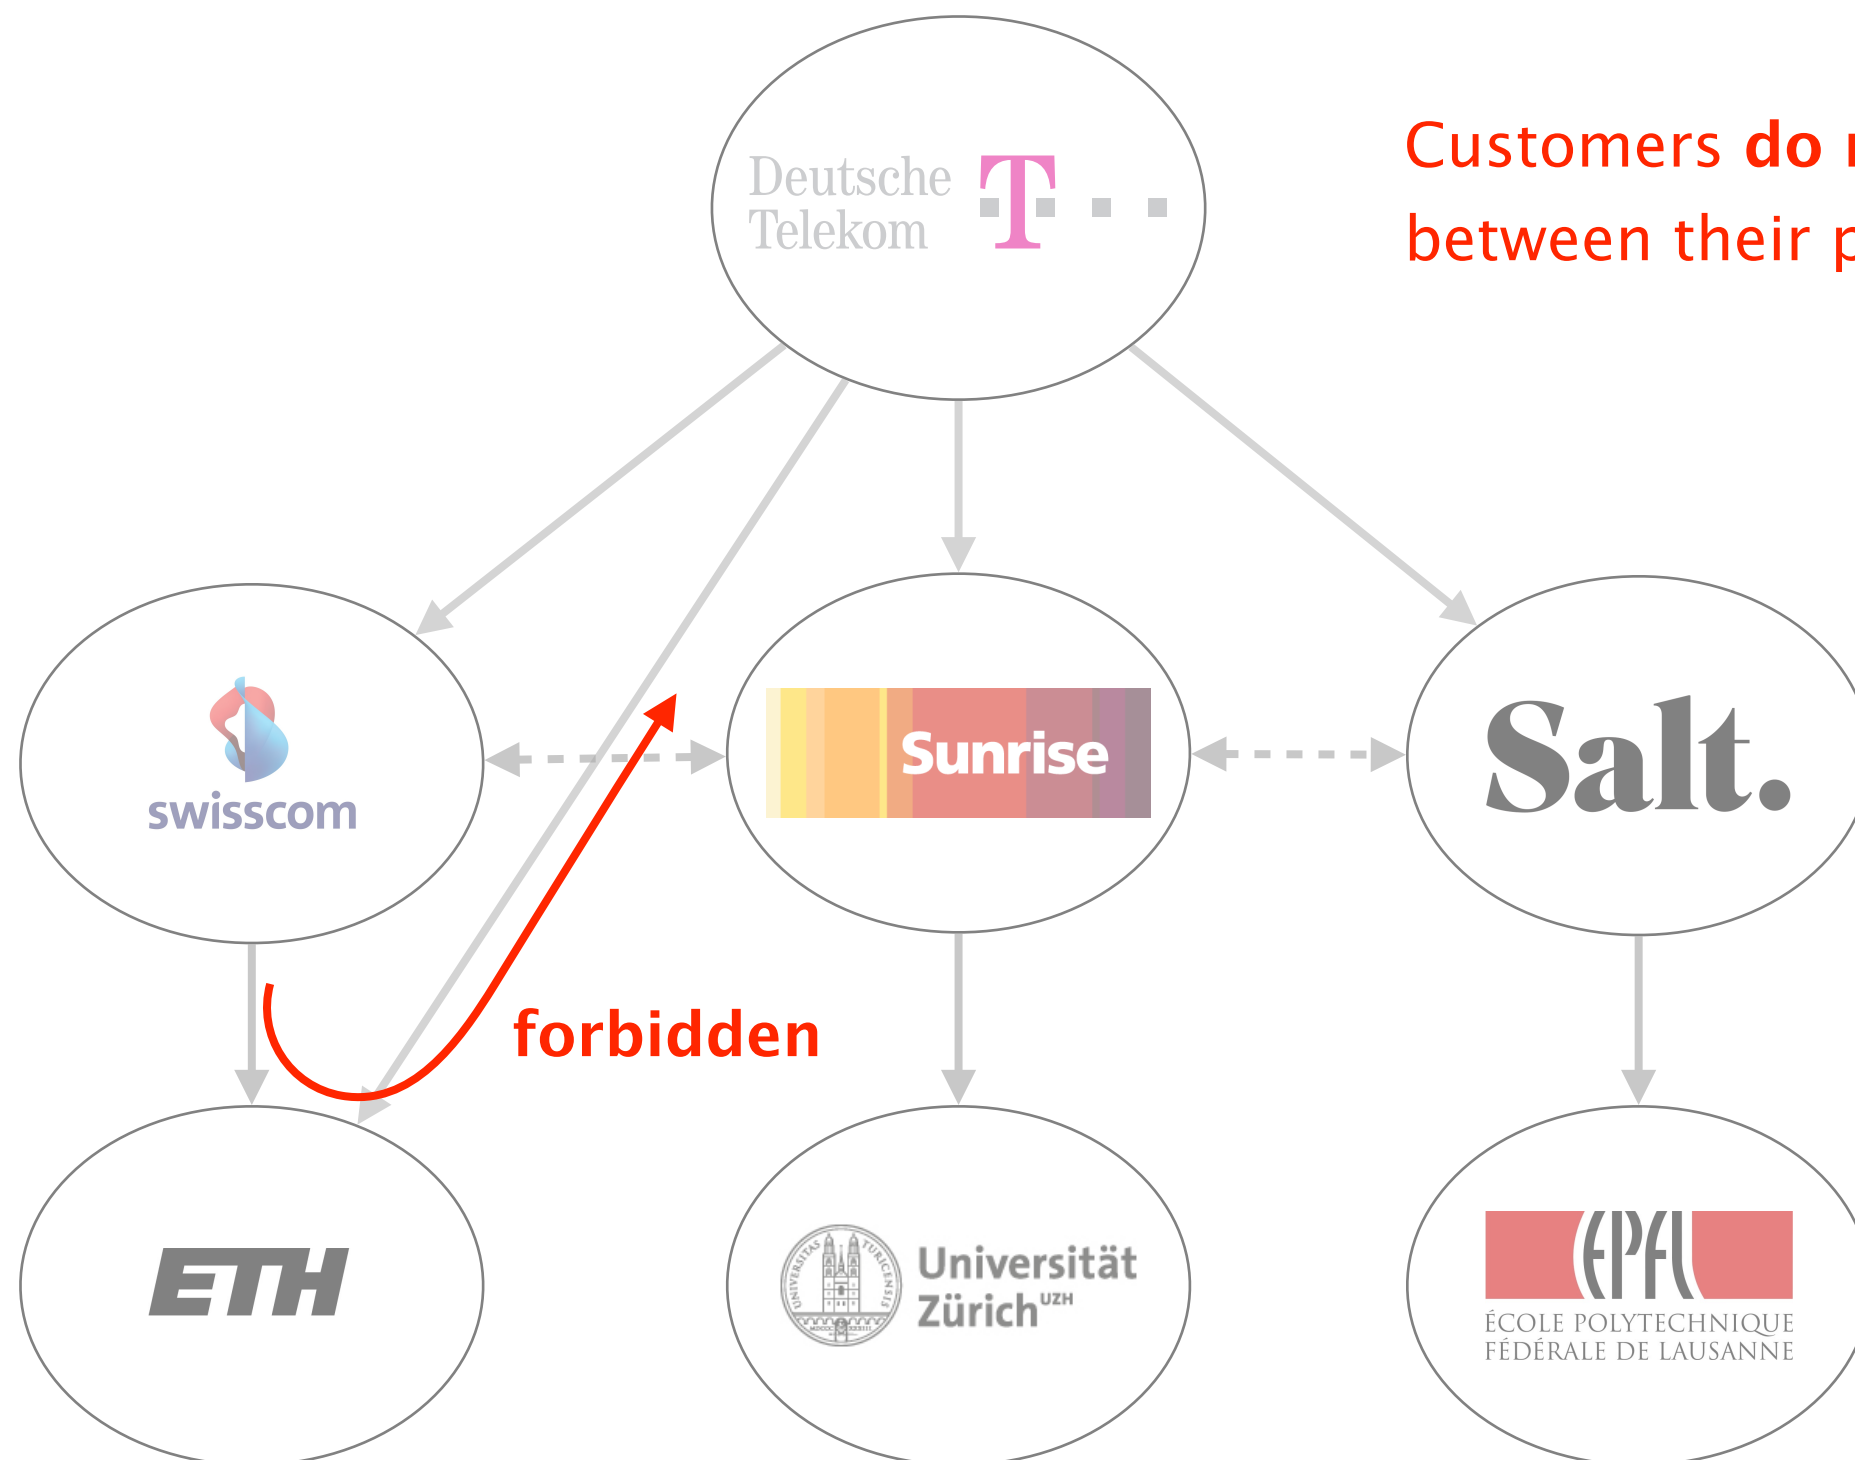 Deutsche
Telekom
T
Customers do
between their
swisscom
Sunrise
Salt.
forbidden
ETH
Universität
Zürich UZH
EPFL
ÉCOLE POLYTECHNIQUE
FÉDÉRALE DE LAUSANNE